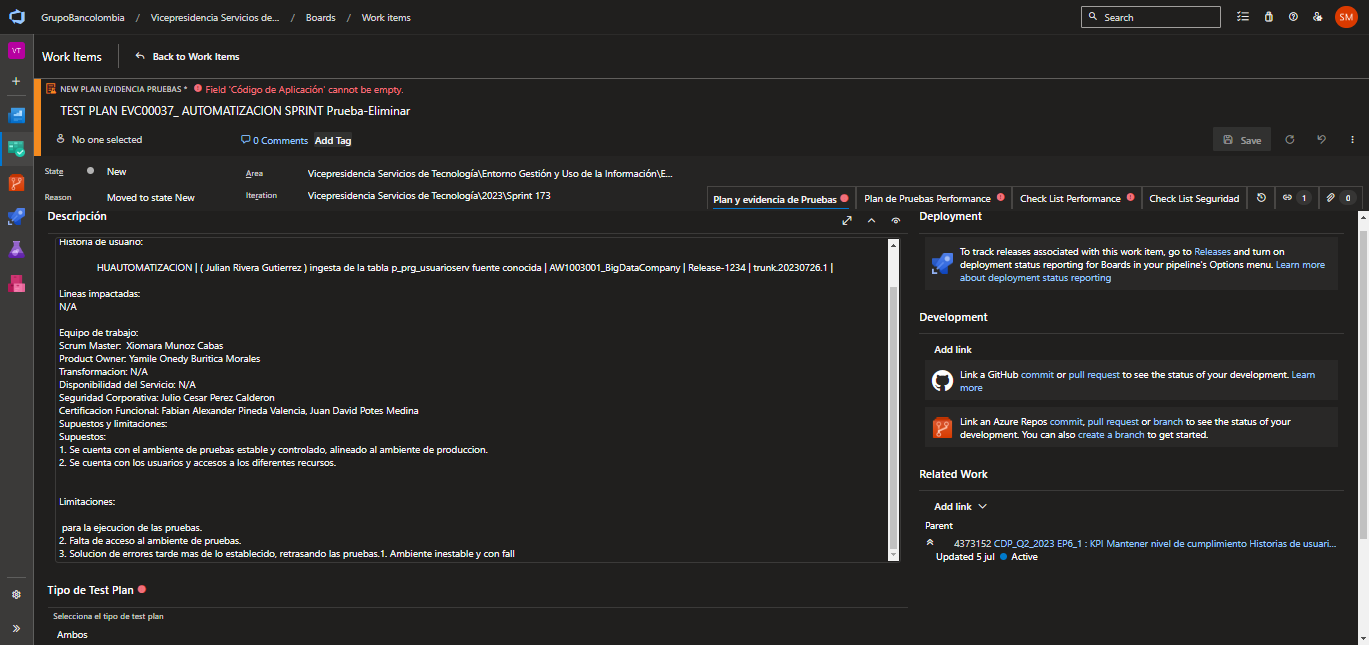 GrupoBancolombia / Vicepresidencia Servicios de... / Boards / Work items
Search
SM
VT
Work Items
Back to Work Items
NEW PLAN EVIDENCIA PRUEBAS * Field 'Código de Aplicación' cannot be empty.
TEST PLAN EVC00037_ AUTOMATIZACION SPRINT Prueba-Eliminar
No one selected
0 Comments
Add Tag
Save
State
New
Area
Vicepresidencia Servicios de Tecnología\Entorno Gestión y Uso de la Información\E...
Reason
Moved to state New
Iteration
Vicepresidencia Servicios de Tecnología\2023\Sprint 173
Plan y evidencia de Pruebas
Plan de Pruebas Performance
Check List Performance
Check List Seguridad
1
0
Descripción
Historia de usuario:
HUAUTOMATIZACION | ( Julian Rivera Gutierrez ) ingesta de la tabla p_prg_usuarioserv fuente conocida | AW1003001_BigDataCompany | Release-1234 | trunk.20230726.1 |
Lineas impactadas:
N/A
Equipo de trabajo:
Scrum Master: Xiomara Munoz Cabas
Product Owner: Yamile Onedy Buritica Morales
Transformacion: N/A
Disponibilidad del Servicio: N/A
Seguridad Corporativa: Julio Cesar Perez Calderon
Certificacion Funcional: Fabian Alexander Pineda Valencia, Juan David Potes Medina
Supuestos y limitaciones:
Supuestos:
1. Se cuenta con el ambiente de pruebas estable y controlado, alineado al ambiente de produccion.
2. Se cuenta con los usuarios y accesos a los diferentes recursos.
Limitaciones:
para la ejecucion de las pruebas.
2. Falta de acceso al ambiente de pruebas.
3. Solucion de errores tarde mas de lo establecido, retrasando las pruebas.1. Ambiente inestable y con fall
Tipo de Test Plan
Selecciona el tipo de test plan
Ambos
Deployment
To track releases associated with this work item, go to Releases and turn on
deployment status reporting for Boards in your pipeline's Options menu. Learn more
about deployment status reporting
Development
Add link
Link a GitHub commit or pull request to see the status of your development. Learn
more
Link an Azure Repos commit, pull request or branch to see the status of your
development. You can also create a branch to get started.
Related Work
Add link
Parent
4373152 CDP_Q2_2023 EP6_1 : KPI Mantener nivel de cumplimiento Historias de usuari...
Updated 5 jul Active